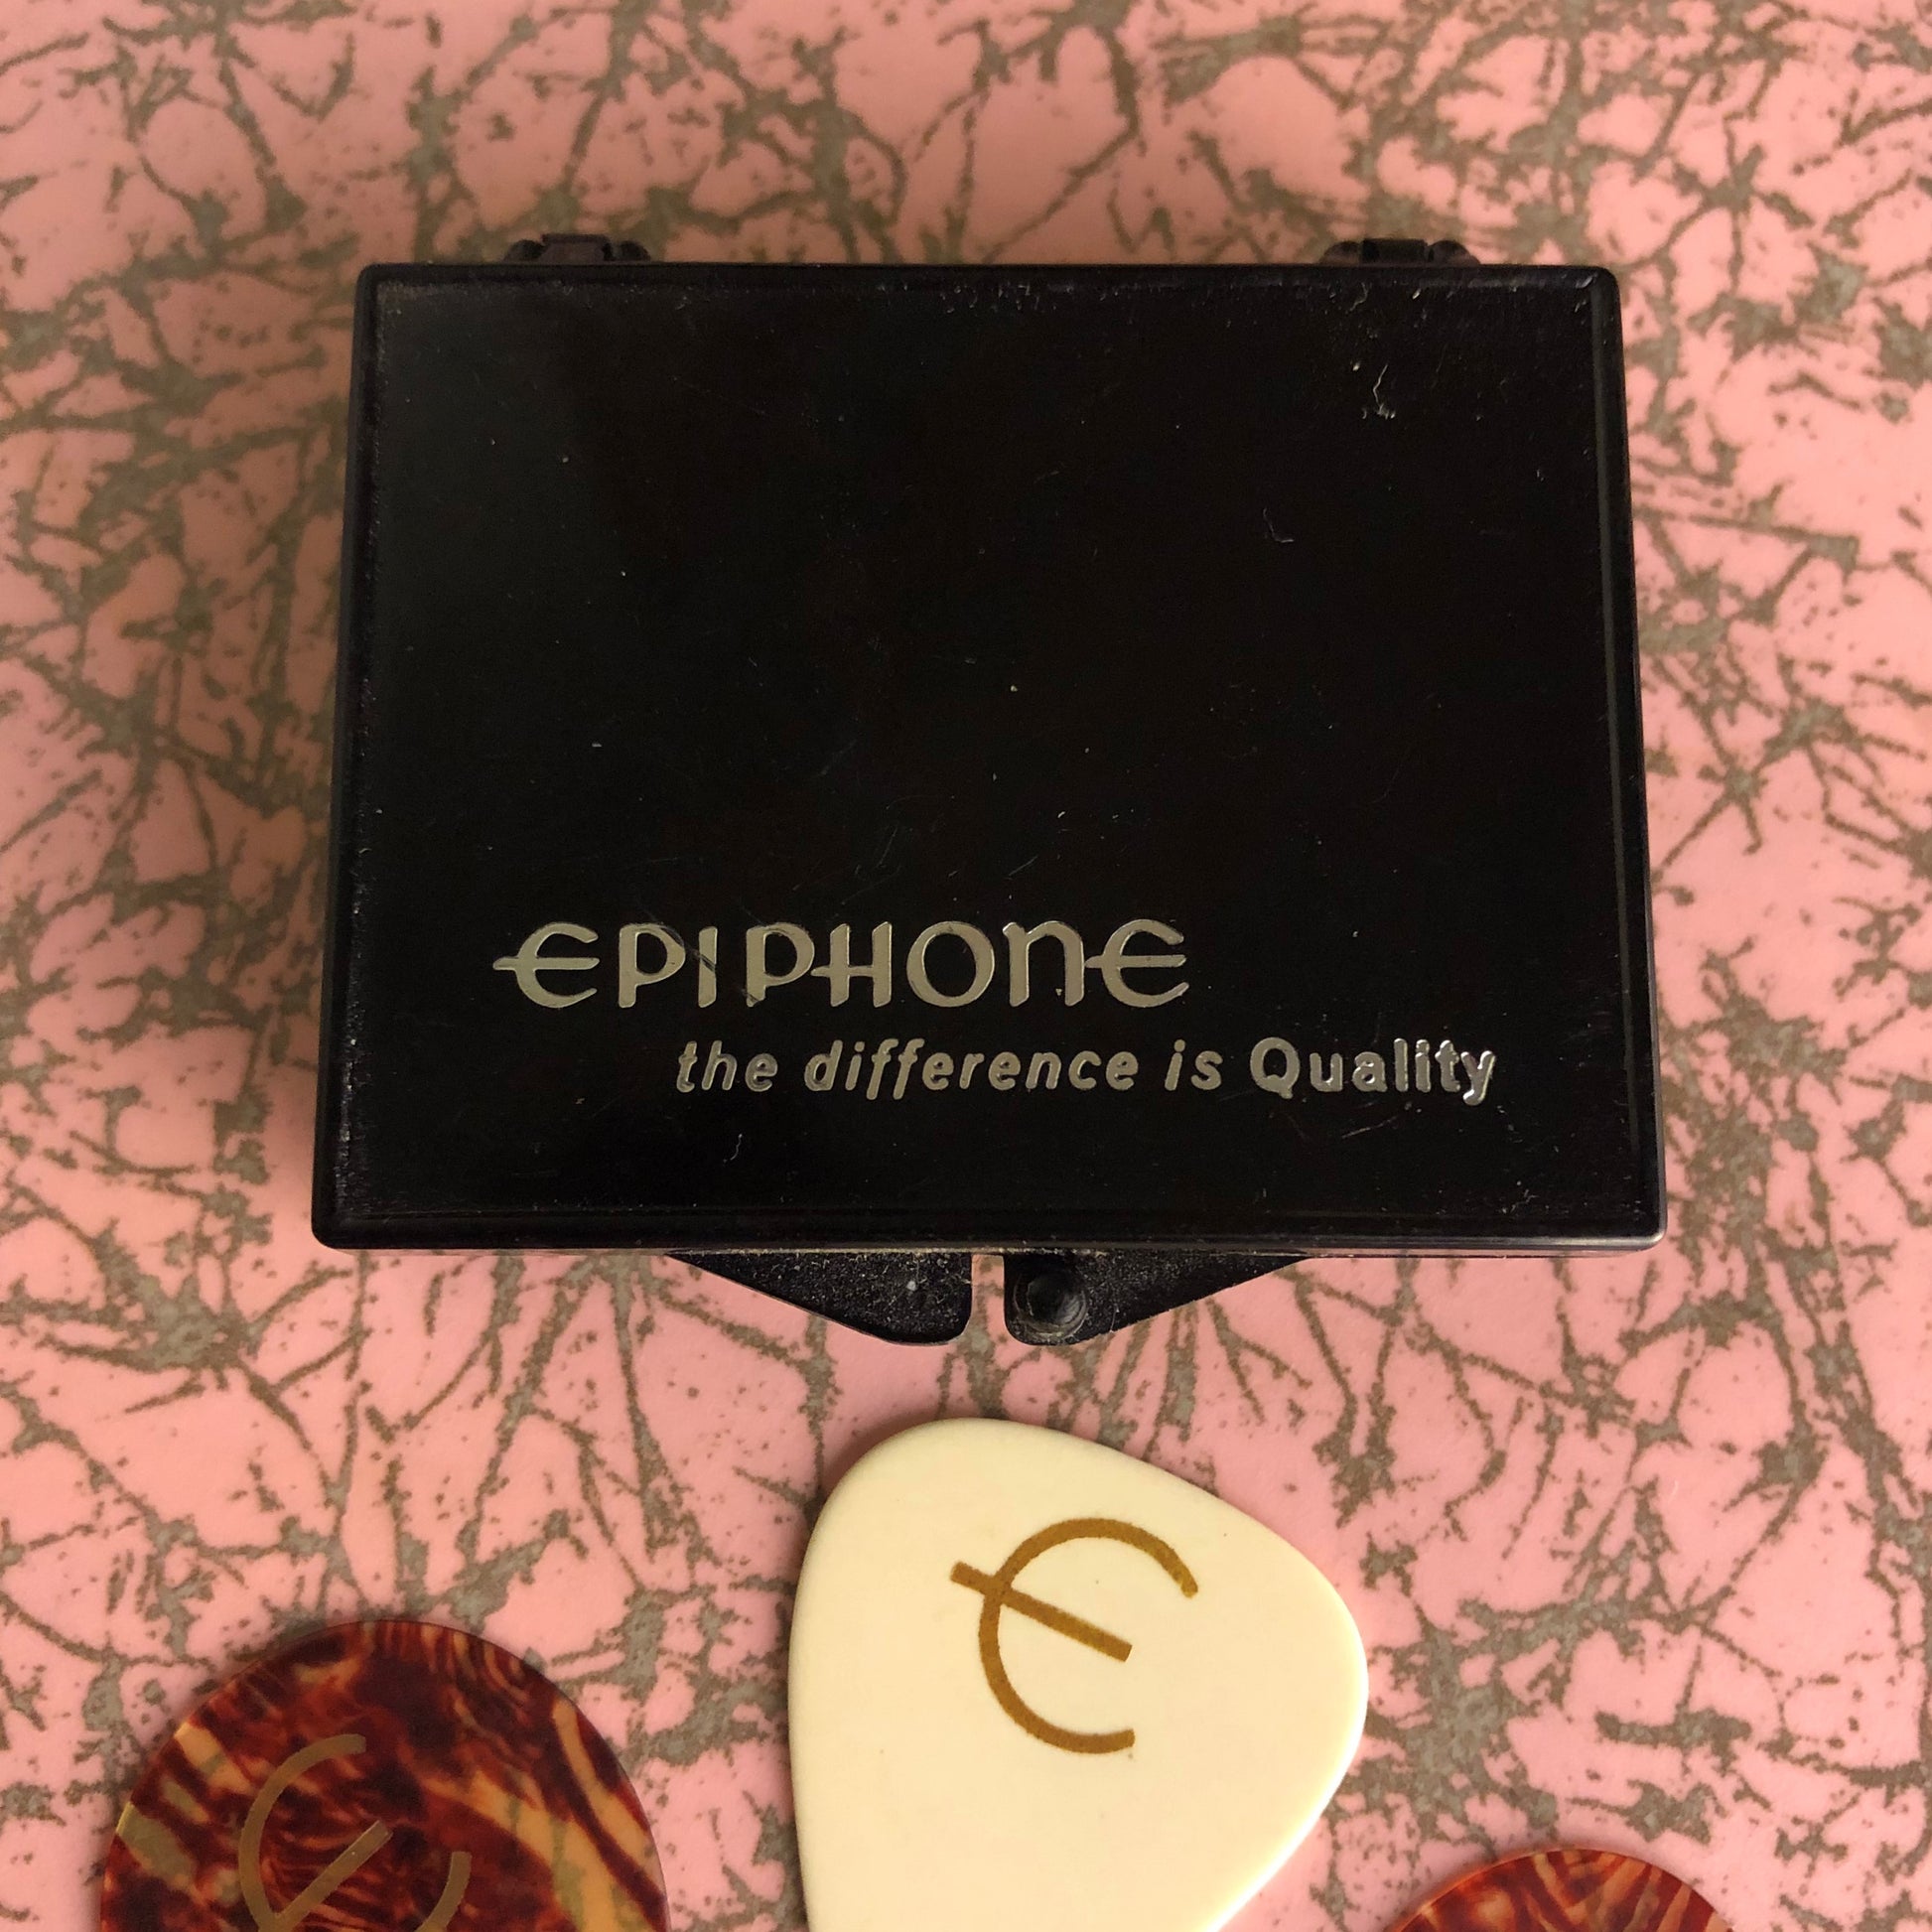 EPIPHONE
the difference is Quality
E
E